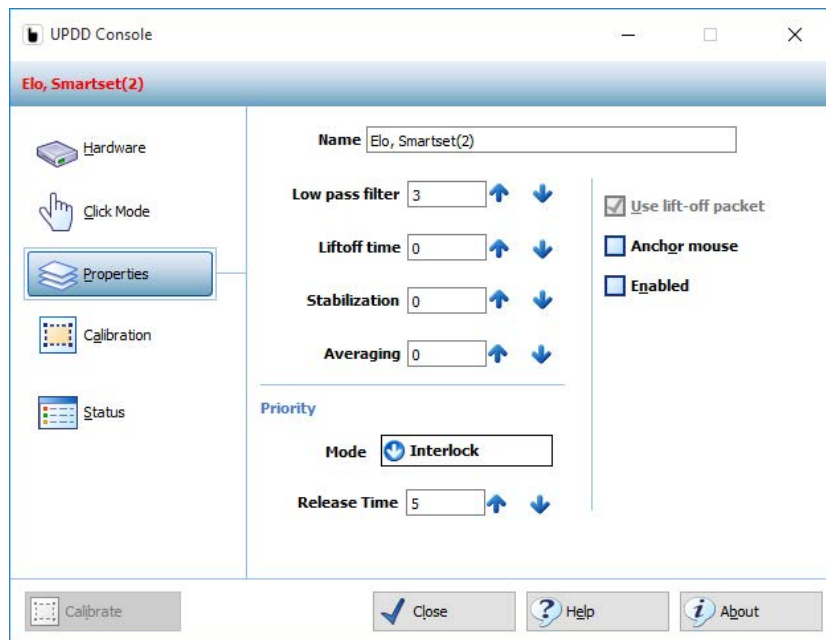 UPDD Console
Elo, Smartset(2)
Hardware
Click Mode
Properties
Calibration
Status
Name Elo, Smartset(2)
Low pass filter 3
Liftoff time 0
Stabilization 0
Averaging 0
Use lift-off packet
Anchor mouse
Enabled
Priority
Mode Interlock
Release Time 5
Calibrate
Close
Help
About